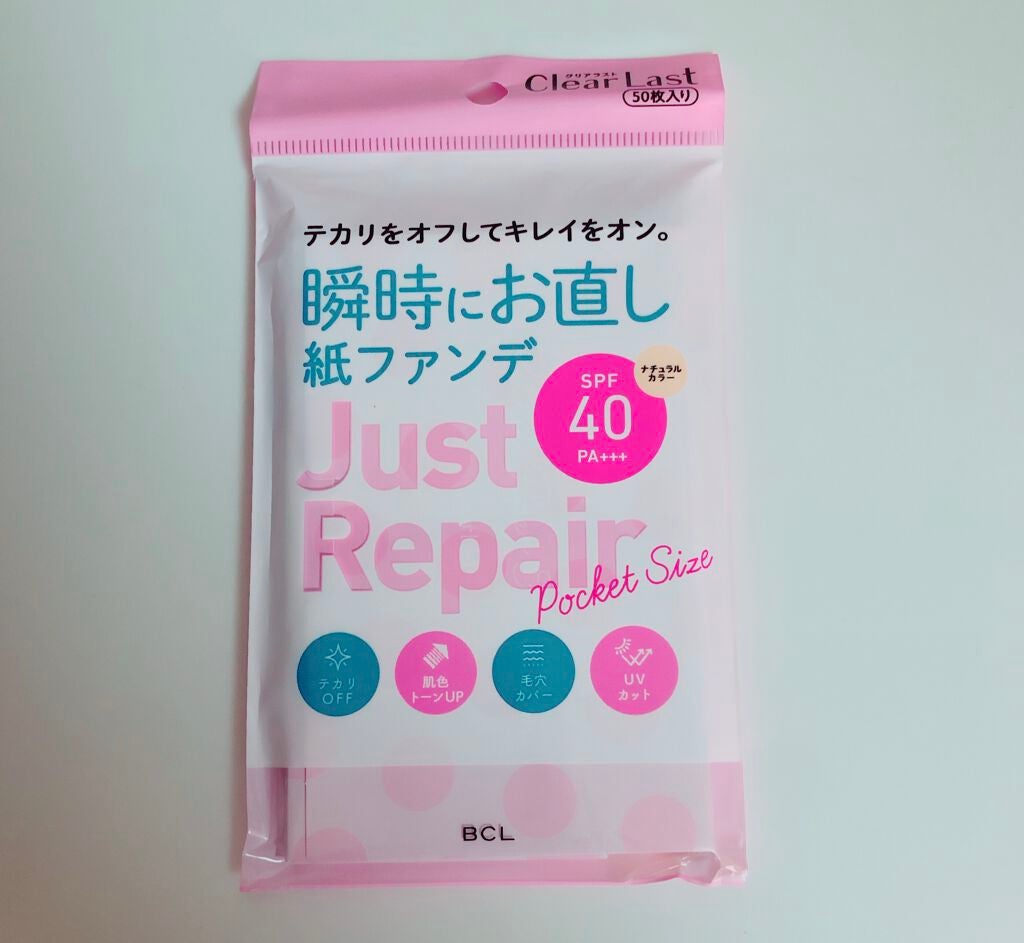 クリアラスト
Clear Last
50枚入り
テカリをオフしてキレイをオン。
瞬時にお直し
紙ファンデ
ナチュラル
カラー
SPF
40
PA+++
Just
Repair
Pocket Size
テカリ
OFF
肌色
トーンUP
毛穴
カバー
UV
カット
BCL